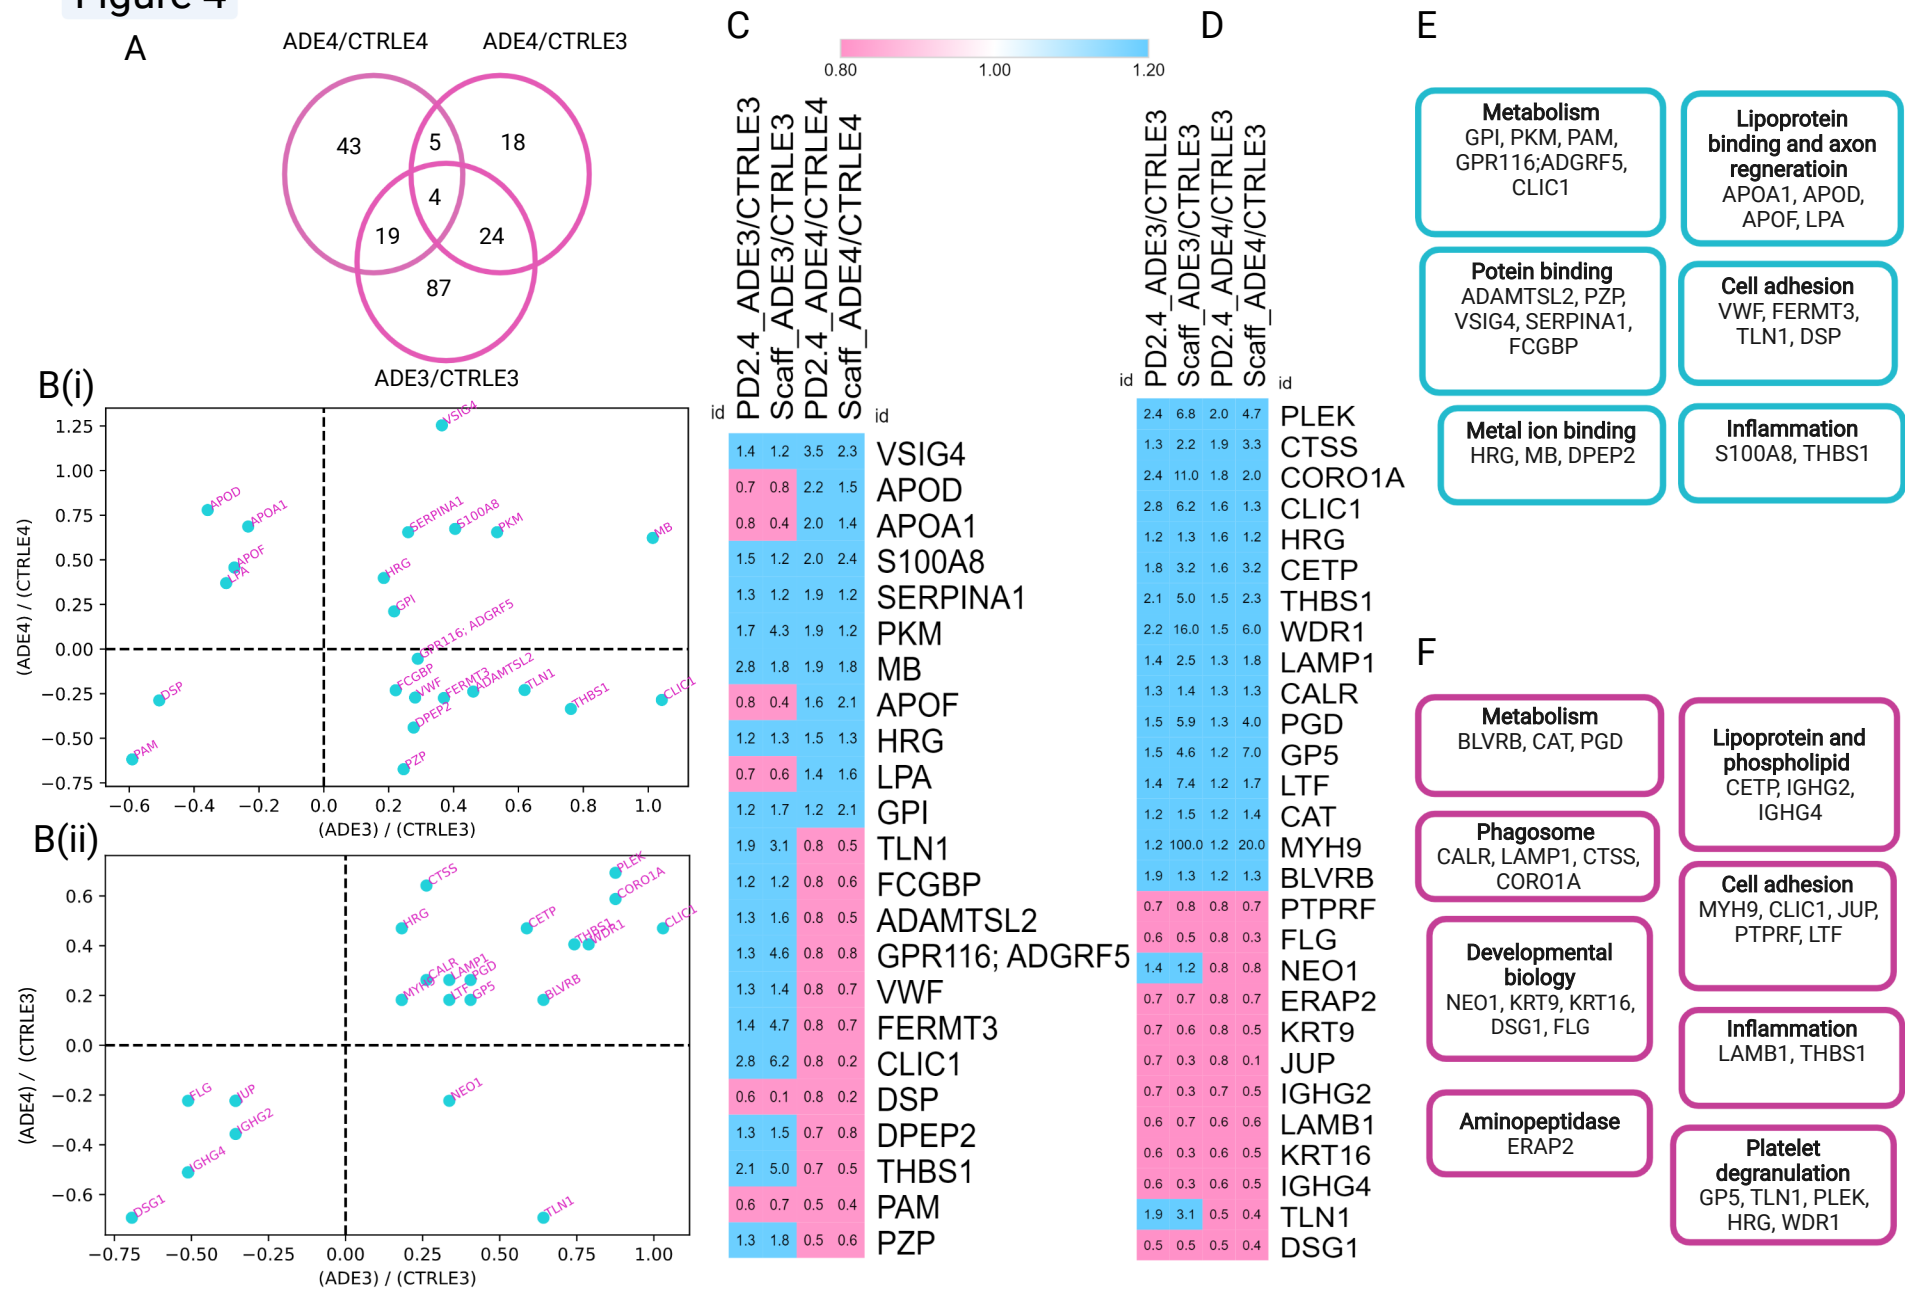 Figure 4
A
ADE4/CTRLE4
ADE4/CTRLE3
43
5
18
4
19
24
87
ADE3/CTRLE3
B(i)
(ADE4) / (CTRLE4)
1.25
1.00
0.75
0.50
0.25
0.00
−0.25
−0.50
−0.75
VSIG4
APOD
APOA1
SERPINA1
S100A8
PKM
MB
APOF
LPA
HRG
GPI
GPR116; ADGRF5
FCGBP
VWF
FERMT3
ADAMTSL2
TLN1
THBS1
CLIC1
DPEP2
DSP
PAM
PZP
−0.6 −0.4 −0.2 0.0 0.2 0.4 0.6 0.8 1.0
(ADE3) / (CTRLE3)
B(ii)
(ADE4) / (CTRLE3)
0.6
0.4
0.2
0.0
−0.2
−0.4
−0.6
PLEK
CTSS
CORO1A
HRG
CETP
CLIC1
THBS1
WDR1
CALR
LAMP1
PGD
MYH9
LTF
GP5
BLVRB
FLG
JUP
NEO1
IGHG2
IGHG4
DSG1
TLN1
−0.75 −0.50 −0.25 0.00 0.25 0.50 0.75 1.00
(ADE3) / (CTRLE3)
C
0.80 1.00 1.20
PD2.4_ADE3/CTRLE3
Scaff_ADE3/CTRLE3
PD2.4_ADE4/CTRLE4
Scaff_ADE4/CTRLE4
id
id
1.4 1.2 3.5 2.3 VSIG4
0.7 0.8 2.2 1.5 APOD
0.8 0.4 2.0 1.4 APOA1
1.5 1.2 2.0 2.4 S100A8
1.3 1.2 1.9 1.2 SERPINA1
1.7 4.3 1.9 1.2 PKM
2.8 1.8 1.9 1.8 MB
0.8 0.4 1.6 2.1 APOF
1.2 1.3 1.5 1.3 HRG
0.7 0.6 1.4 1.6 LPA
1.2 1.7 1.2 2.1 GPI
1.9 3.1 0.8 0.5 TLN1
1.2 1.2 0.8 0.6 FCGBP
1.3 1.6 0.8 0.5 ADAMTSL2
1.3 4.6 0.8 0.8 GPR116; ADGRF5
1.3 1.4 0.8 0.7 VWF
1.4 4.7 0.8 0.7 FERMT3
2.8 6.2 0.8 0.2 CLIC1
0.6 0.1 0.8 0.2 DSP
1.3 1.5 0.7 0.8 DPEP2
2.1 5.0 0.7 0.5 THBS1
0.6 0.7 0.5 0.4 PAM
1.3 1.8 0.5 0.6 PZP
D
PD2.4_ADE3/CTRLE3
Scaff_ADE3/CTRLE3
PD2.4_ADE4/CTRLE3
Scaff_ADE4/CTRLE3
id
id
2.4 6.8 2.0 4.7 PLEK
1.3 2.2 1.9 3.3 CTSS
2.4 11.0 1.8 2.0 CORO1A
2.8 6.2 1.6 1.3 CLIC1
1.2 1.3 1.6 1.2 HRG
1.8 3.2 1.6 3.2 CETP
2.1 5.0 1.5 2.3 THBS1
2.2 16.0 1.5 6.0 WDR1
1.4 2.5 1.3 1.8 LAMP1
1.3 1.4 1.3 1.3 CALR
1.5 5.9 1.3 4.0 PGD
1.5 4.6 1.2 7.0 GP5
1.4 7.4 1.2 1.7 LTF
1.2 1.5 1.2 1.4 CAT
1.2 100.0 1.2 20.0 MYH9
1.9 1.3 1.2 1.3 BLVRB
0.7 0.8 0.8 0.7 PTPRF
0.6 0.5 0.8 0.3 FLG
1.4 1.2 0.8 0.8 NEO1
0.7 0.7 0.8 0.7 ERAP2
0.7 0.6 0.8 0.5 KRT9
0.7 0.3 0.8 0.1 JUP
0.7 0.3 0.7 0.5 IGHG2
0.6 0.7 0.6 0.6 LAMB1
0.6 0.3 0.6 0.5 KRT16
0.6 0.3 0.6 0.5 IGHG4
1.9 3.1 0.5 0.4 TLN1
0.5 0.5 0.5 0.4 DSG1
E
Metabolism
GPI, PKM, PAM,
GPR116;ADGRF5,
CLIC1
Lipoprotein
binding and axon
regneratioin
APOA1, APOD,
APOF, LPA
Potein binding
ADAMTSL2, PZP,
VSIG4, SERPINA1,
FCGBP
Cell adhesion
VWF, FERMT3,
TLN1, DSP
Metal ion binding
HRG, MB, DPEP2
Inflammation
S100A8, THBS1
F
Metabolism
BLVRB, CAT, PGD
Lipoprotein and
phospholipid
CETP, IGHG2,
IGHG4
Phagosome
CALR, LAMP1, CTSS,
CORO1A
Cell adhesion
MYH9, CLIC1, JUP,
PTPRF, LTF
Developmental
biology
NEO1, KRT9, KRT16,
DSG1, FLG
Inflammation
LAMB1, THBS1
Aminopeptidase
ERAP2
Platelet
degranulation
GP5, TLN1, PLEK,
HRG, WDR1